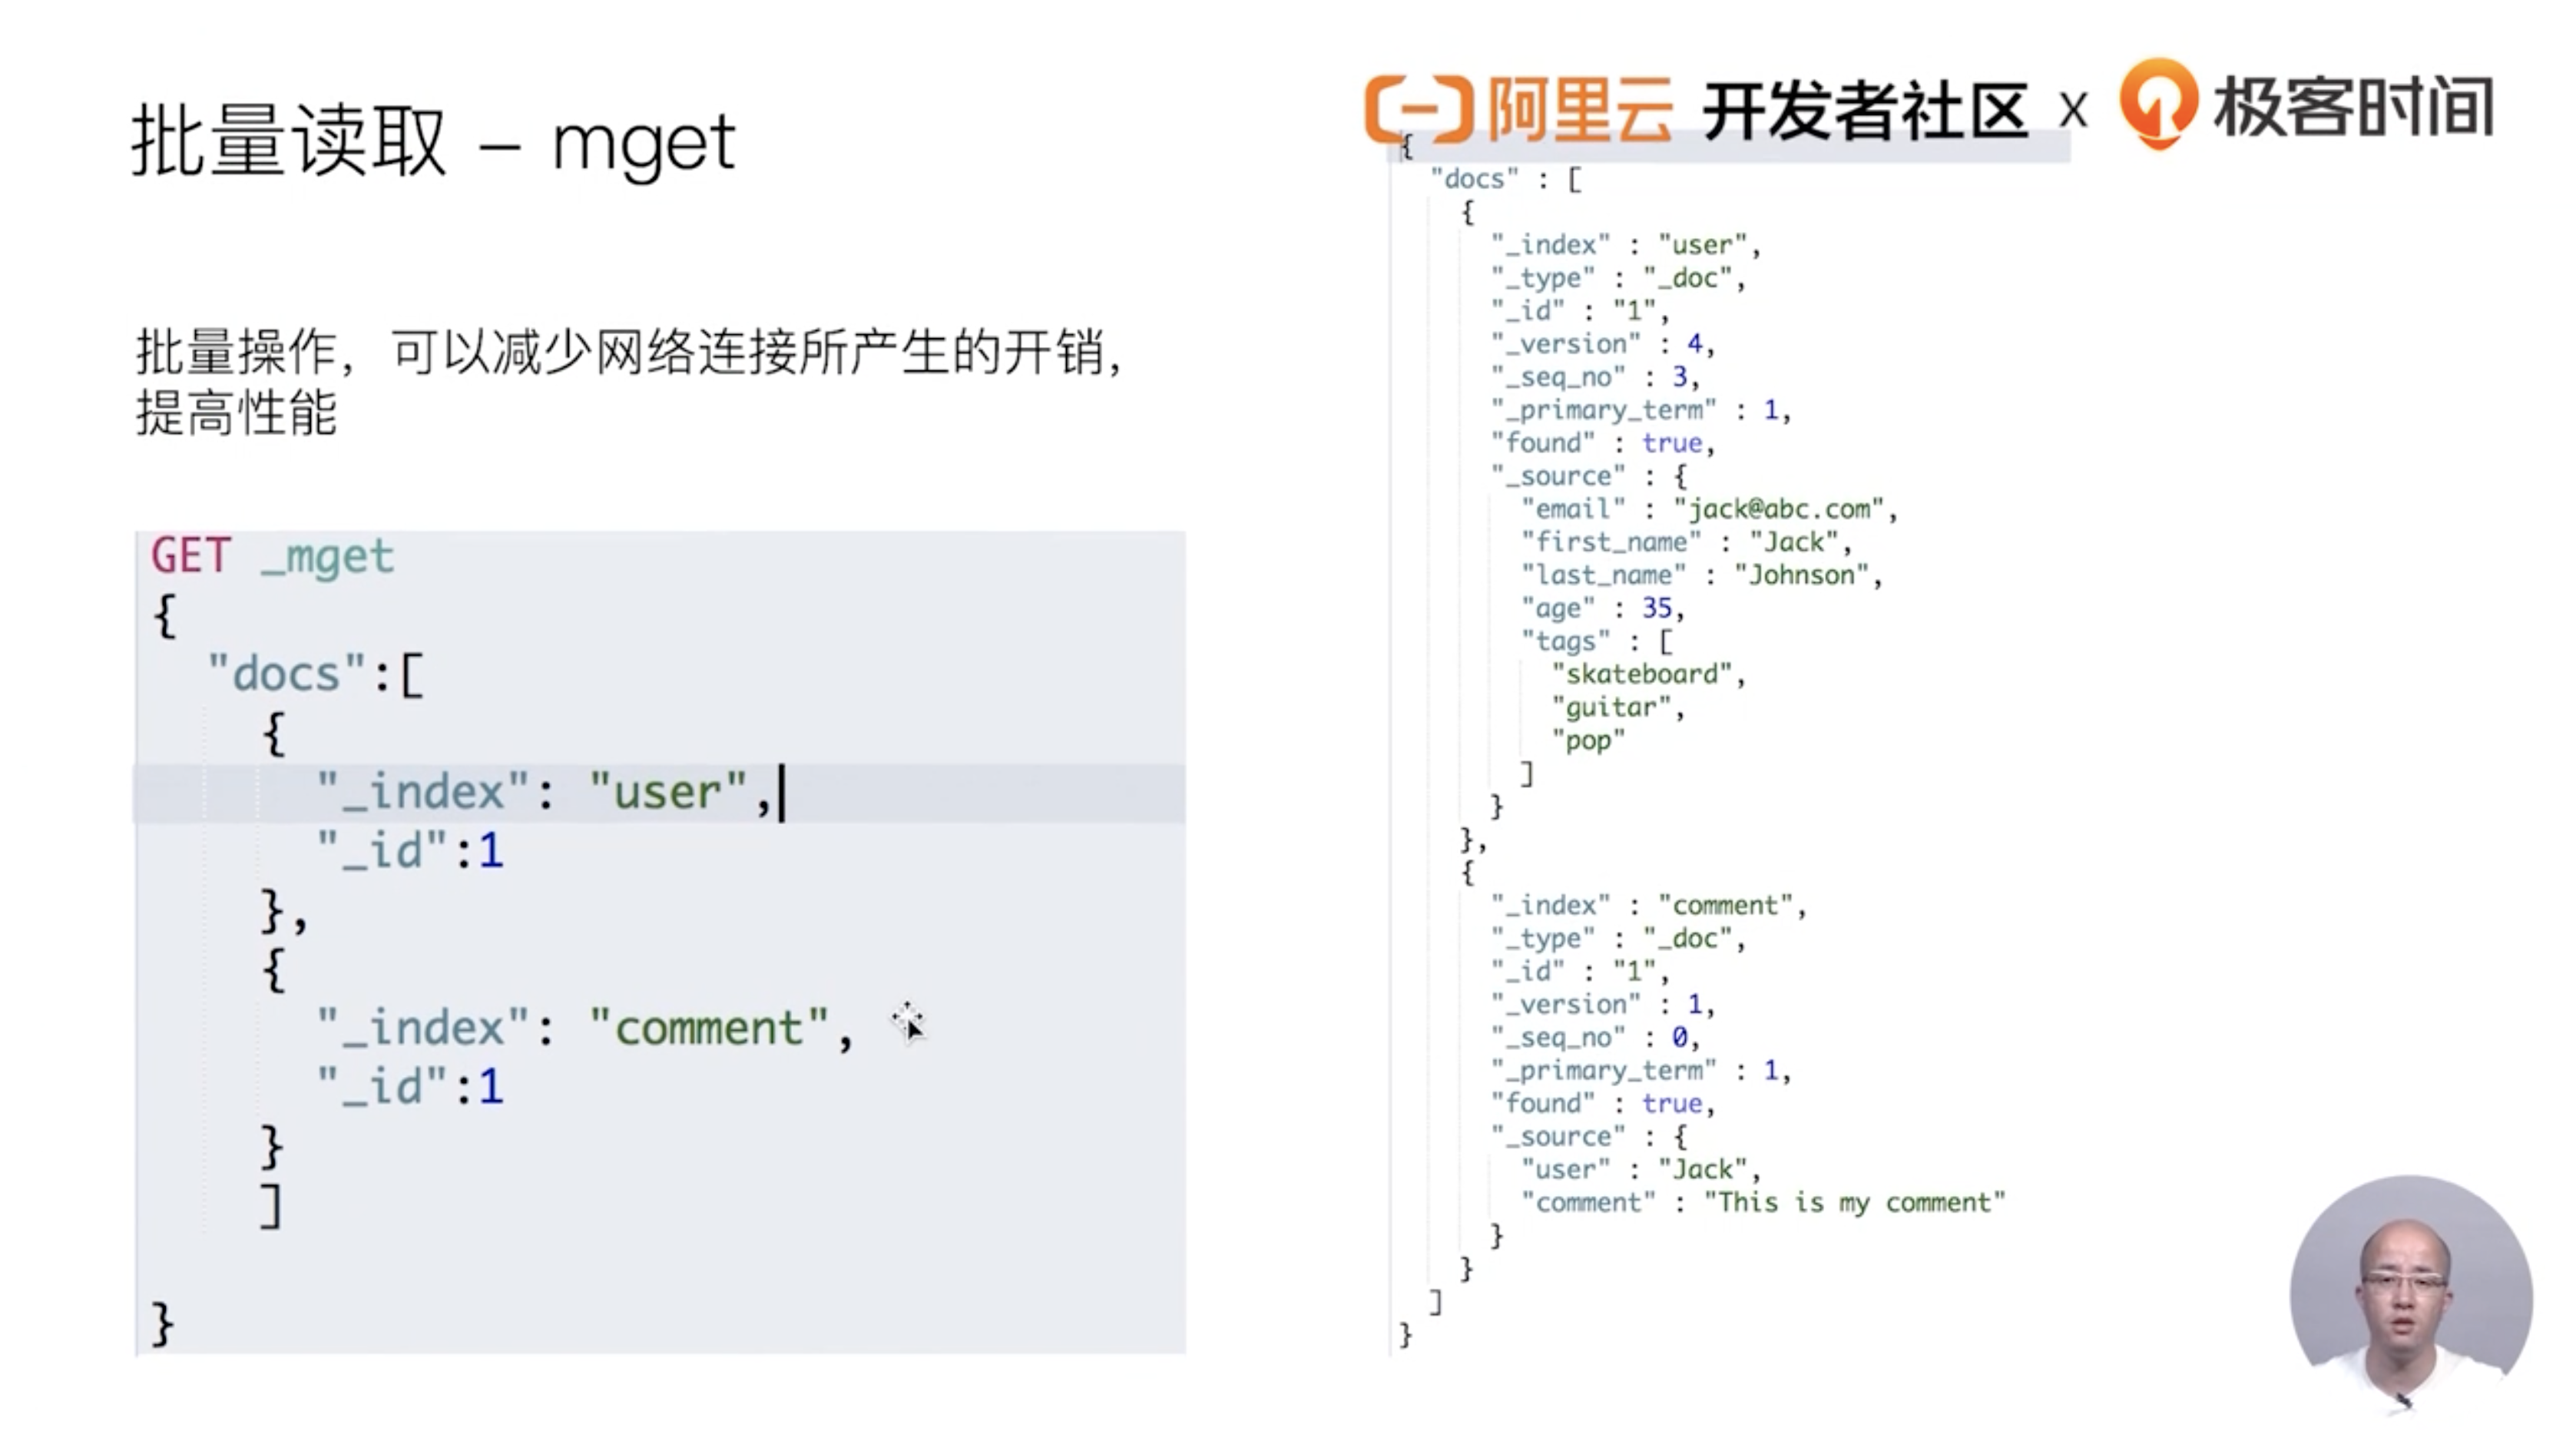 批量读取 – mget
阿里云 开发者社区 x 极客时间
批量操作，可以减少网络连接所产生的开销，
提高性能
GET _mget
{
  "docs":[
    {
      "_index": "user",
      "_id":1
    },
    {
      "_index": "comment",
      "_id":1
    }
    ]
}
{
  "docs" : [
    {
      "_index" : "user",
      "_type" : "_doc",
      "_id" : "1",
      "_version" : 4,
      "_seq_no" : 3,
      "_primary_term" : 1,
      "found" : true,
      "_source" : {
        "email" : "jack@abc.com",
        "first_name" : "Jack",
        "last_name" : "Johnson",
        "age" : 35,
        "tags" : [
          "skateboard",
          "guitar",
          "pop"
        ]
      }
    },
    {
      "_index" : "comment",
      "_type" : "_doc",
      "_id" : "1",
      "_version" : 1,
      "_seq_no" : 0,
      "_primary_term" : 1,
      "found" : true,
      "_source" : {
        "user" : "Jack",
        "comment" : "This is my comment"
      }
    }
  ]
}